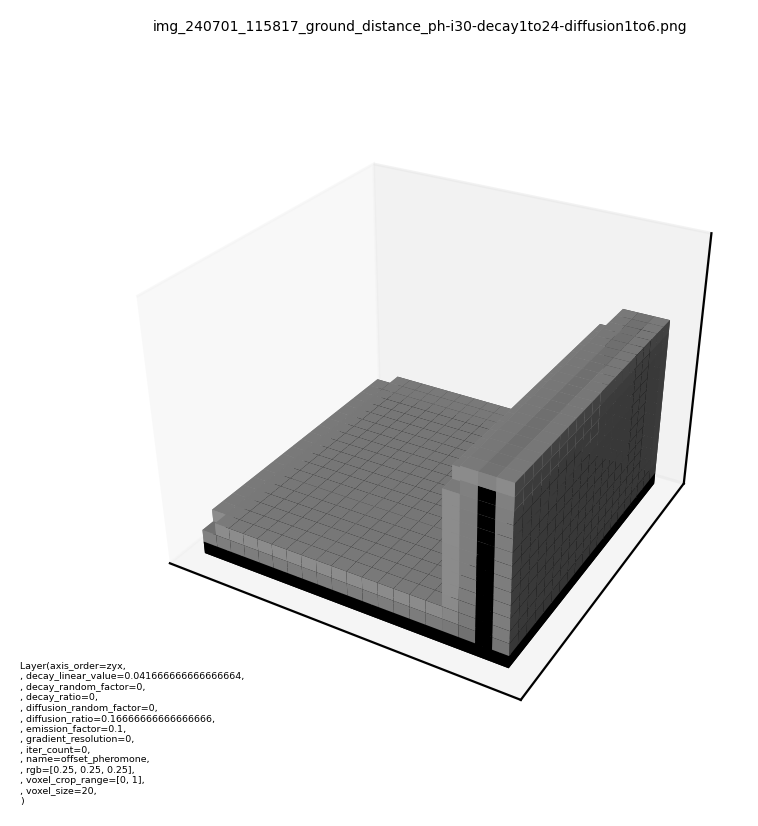 img_240701_115817_ground_distance_ph-i30-decay1to24-diffusion1to6.png
Layer(axis_order=zyx,
, decay_linear_value=0.041666666666666664,
, decay_random_factor=0,
, decay_ratio=0,
, diffusion_random_factor=0,
, diffusion_ratio=0.16666666666666666,
, emission_factor=0.1,
, gradient_resolution=0,
, iter_count=0,
, name=offset_pheromone,
, rgb=[0.25, 0.25, 0.25],
, voxel_crop_range=[0, 1],
, voxel_size=20,
)